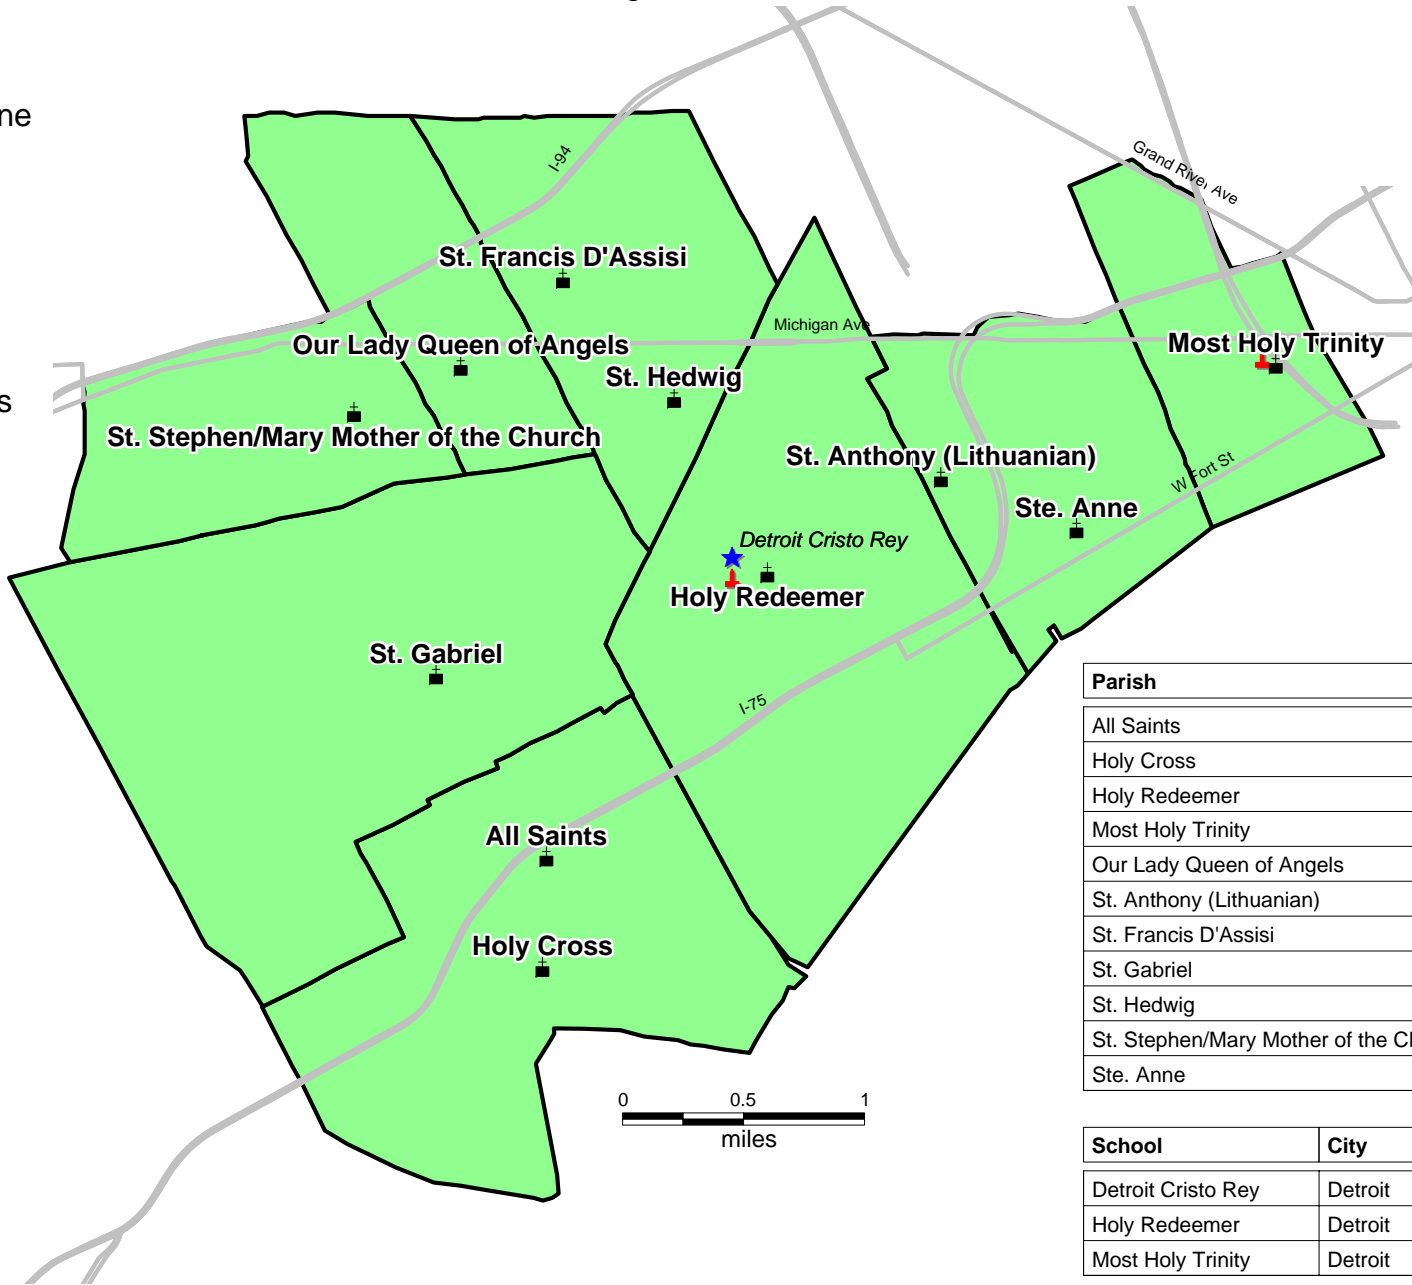 ne
s
I-94
Grand River Ave
St. Francis D'Assisi
Michigan Ave
Our Lady Queen of Angels
Most Holy Trinity
St. Hedwig
St. Stephen/Mary Mother of the Church
St. Anthony (Lithuanian)
W Fort St
Ste. Anne
Detroit Cristo Rey
Holy Redeemer
St. Gabriel
I-75
All Saints
Holy Cross
0 0.5 1
miles
Parish
All Saints
Holy Cross
Holy Redeemer
Most Holy Trinity
Our Lady Queen of Angels
St. Anthony (Lithuanian)
St. Francis D'Assisi
St. Gabriel
St. Hedwig
St. Stephen/Mary Mother of the Cl
Ste. Anne
School City
Detroit Cristo Rey Detroit
Holy Redeemer Detroit
Most Holy Trinity Detroit